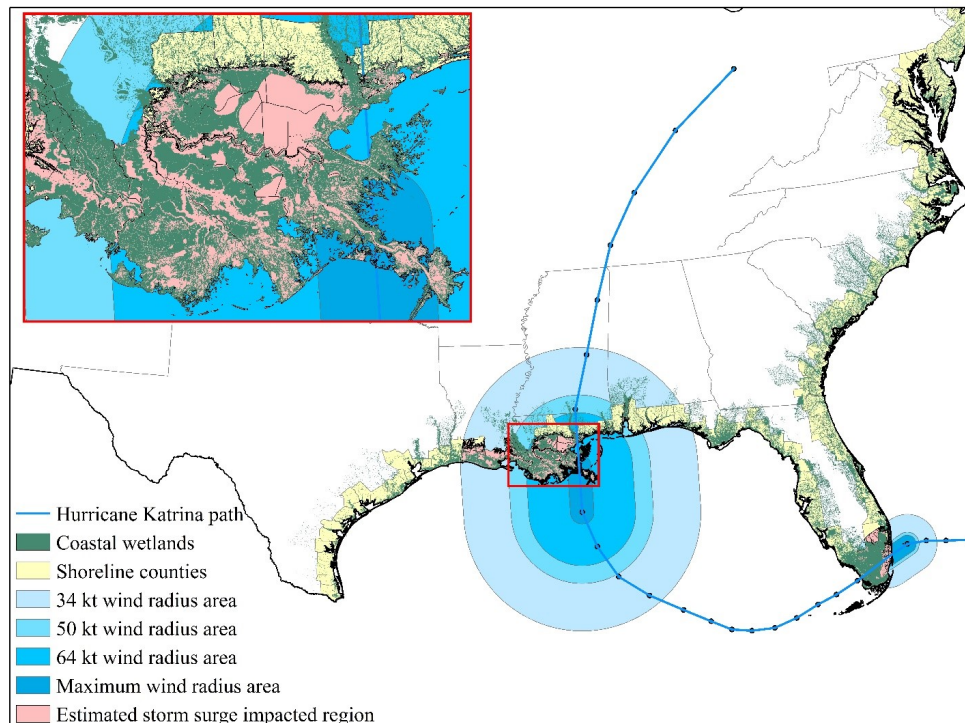 Hurricane Katrina path
Coastal wetlands
Shoreline counties
34 kt wind radius area
50 kt wind radius area
64 kt wind radius area
Maximum wind radius area
Estimated storm surge impacted region